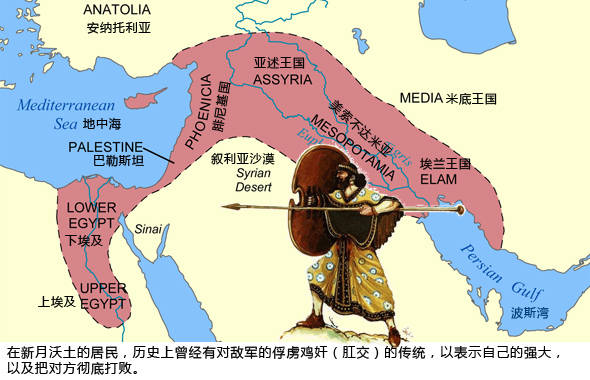 ANATOLIA
安纳托利亚
亚述王国
ASSYRIA
MEDIA 米底王国
Mediterranean
Sea 地中海
PHOENICIA
腓尼基国
美索不达米亚
MESOPOTAMIA
Tigris
Eup
PALESTINE
巴勒斯坦
叙利亚沙漠
Syrian
Desert
埃兰王国
ELAM
LOWER
EGYPT
下埃及
Sinai
上埃及
UPPER
EGYPT
Persian Gulf
波斯湾
在新月沃土的居民，历史上曾经有对敌军的俘虏鸡奸（肛交）的传统，以表示自己的强大，
以及把对方彻底打败。